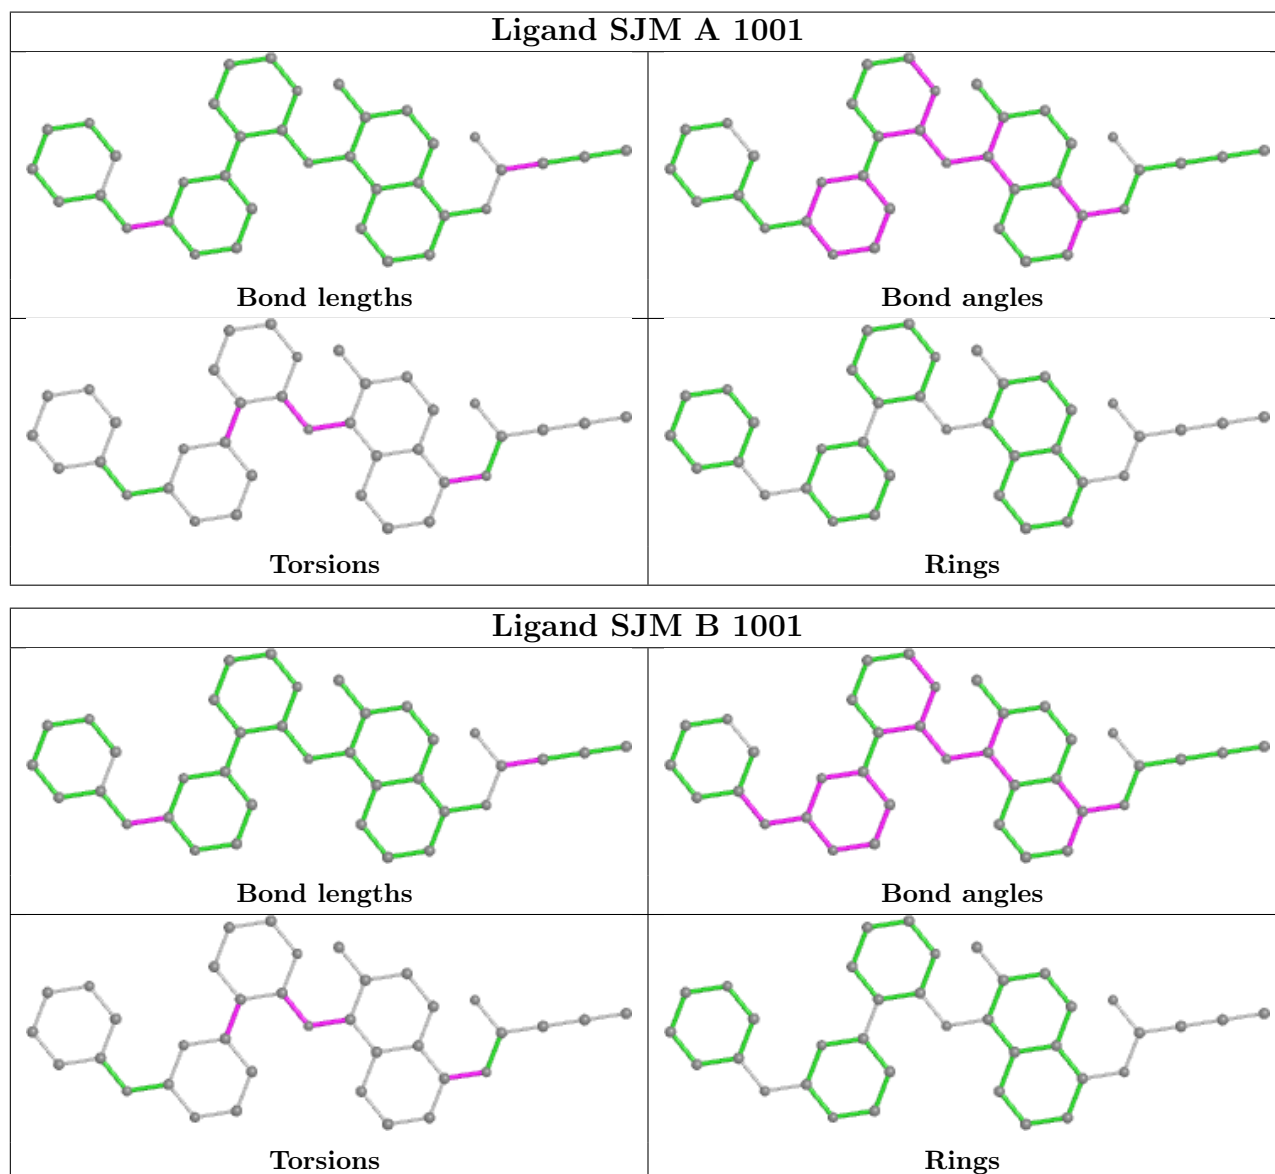 Ligand SJM A 1001
Bond lengths
Bond angles
Torsions
Rings
Ligand SJM B 1001
Bond lengths
Bond angles
Torsions
Rings